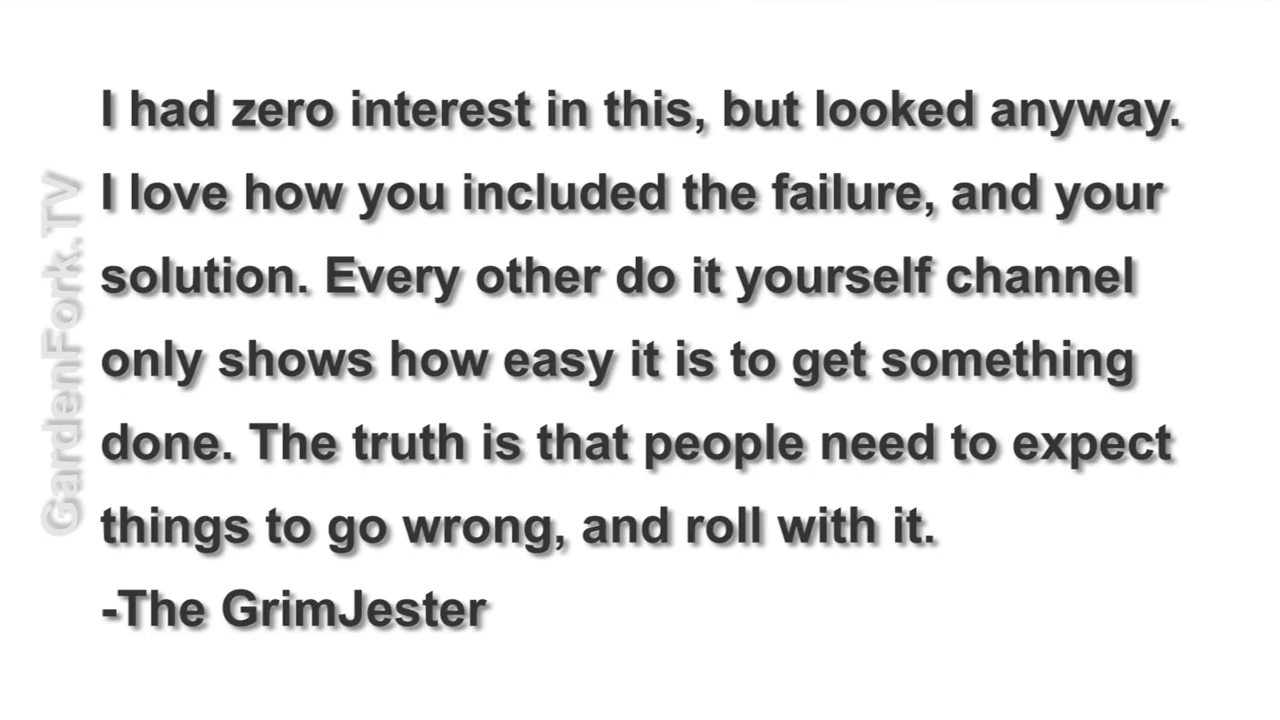 I had zero interest in this, but looked anyway.
I love how you included the failure, and your
solution. Every other do it yourself channel
only shows how easy it is to get something
done. The truth is that people need to expect
things to go wrong, and roll with it.
-The GrimJester
GardenFork.TV